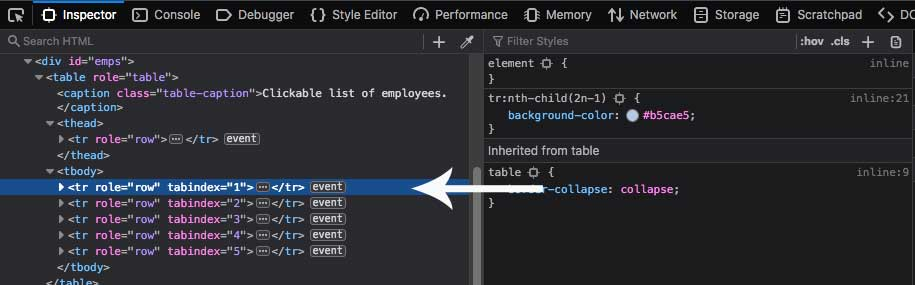 Inspector Console Debugger Style Editor Performance Memory Network Storage Scratchpad DO
Search HTML
Filter Styles :hov .cls
<div id="emps">
<table role="table">
<caption class="table-caption">Clickable list of employees.
</caption>
<thead>
<tr role="row"></tr> event
</thead>
<tbody>
<tr role="row" tabindex="1"></tr> event
<tr role="row" tabindex="2"></tr> event
<tr role="row" tabindex="3"></tr> event
<tr role="row" tabindex="4"></tr> event
<tr role="row" tabindex="5"></tr> event
</tbody>
</table>
element { inline
}
tr:nth-child(2n-1) { inline:21
background-color: #b5cae5;
}
Inherited from table
table { inline:9
border-collapse: collapse;
}